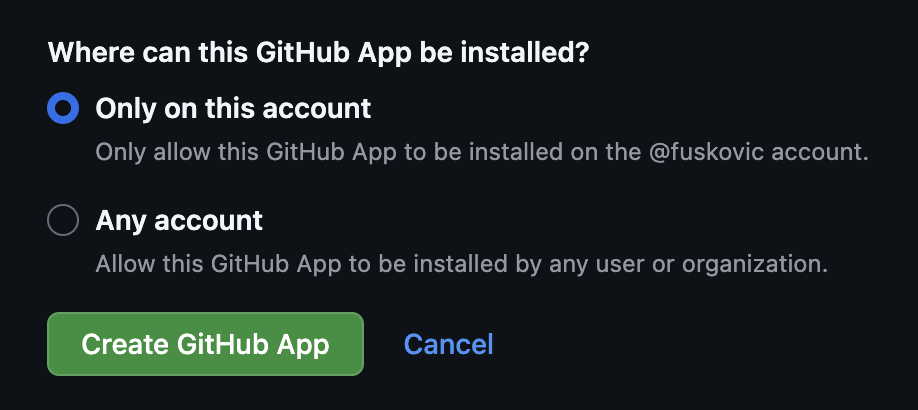 Where can this GitHub App be installed?
Only on this account
Only allow this GitHub App to be installed on the @fuskovic account.
Any account
Allow this GitHub App to be installed by any user or organization.
Create GitHub App Cancel